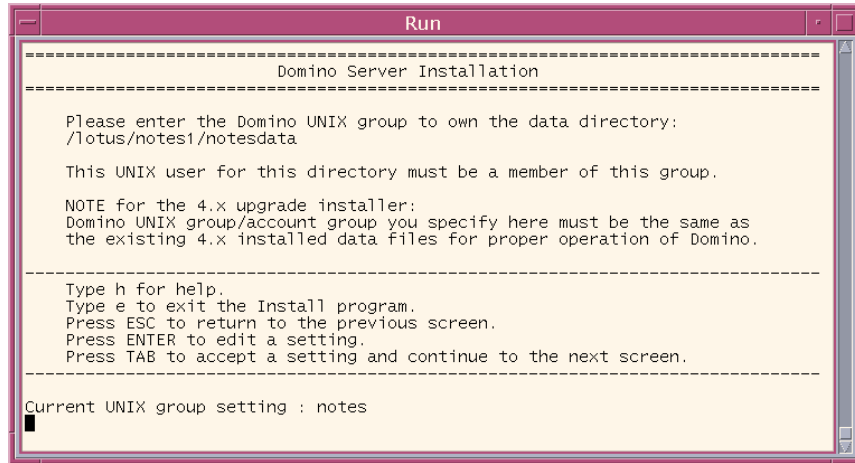 Run
===============================================================================
Domino Server Installation
===============================================================================
Please enter the Domino UNIX group to own the data directory:
/lotus/notes1/notesdata
This UNIX user for this directory must be a member of this group.
NOTE for the 4.x upgrade installer:
Domino UNIX group/account group you specify here must be the same as
the existing 4.x installed data files for proper operation of Domino.
-------------------------------------------------------------------------------
Type h for help.
Type e to exit the Install program.
Press ESC to return to the previous screen.
Press ENTER to edit a setting.
Press TAB to accept a setting and continue to the next screen.
-------------------------------------------------------------------------------
Current UNIX group setting : notes